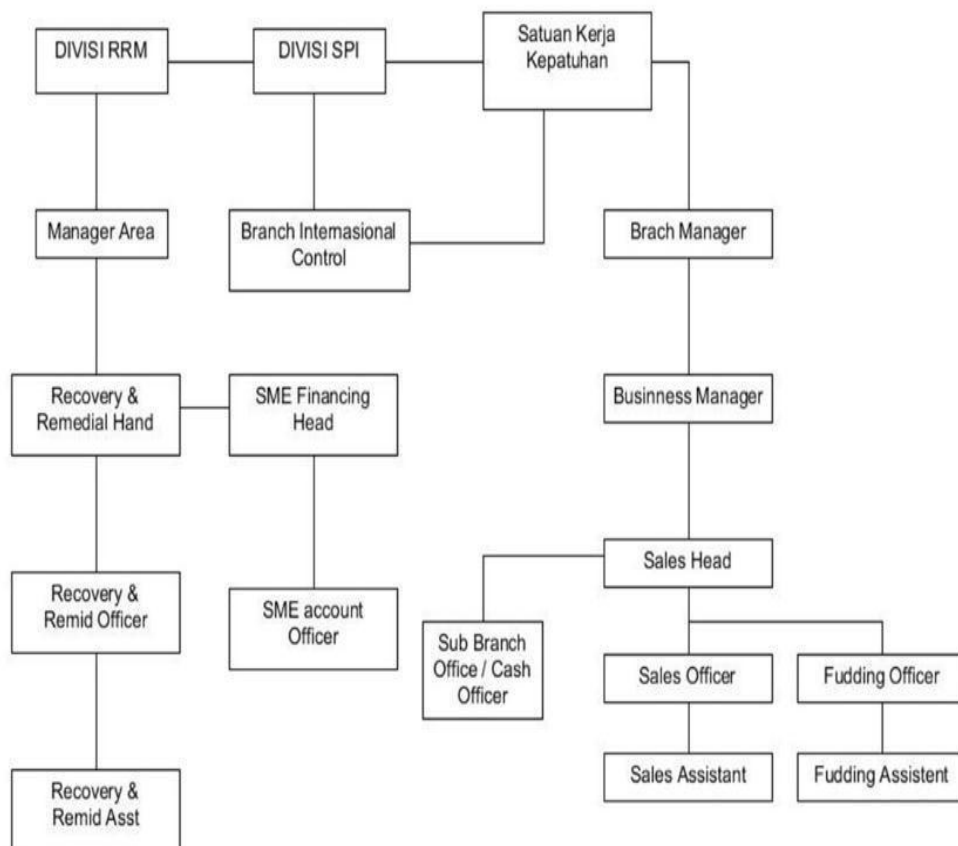 DIVISI RRM
DIVISI SPI
Satuan Kerja
Kepatuhan
Manager Area
Branch Internasional
Control
Brach Manager
Recovery &
Remedial Hand
SME Financing
Head
Businness Manager
Sales Head
Recovery &
Remid Officer
SME account
Officer
Sub Branch
Office / Cash
Officer
Sales Officer
Fudding Officer
Recovery &
Remid Asst
Sales Assistant
Fudding Assistent